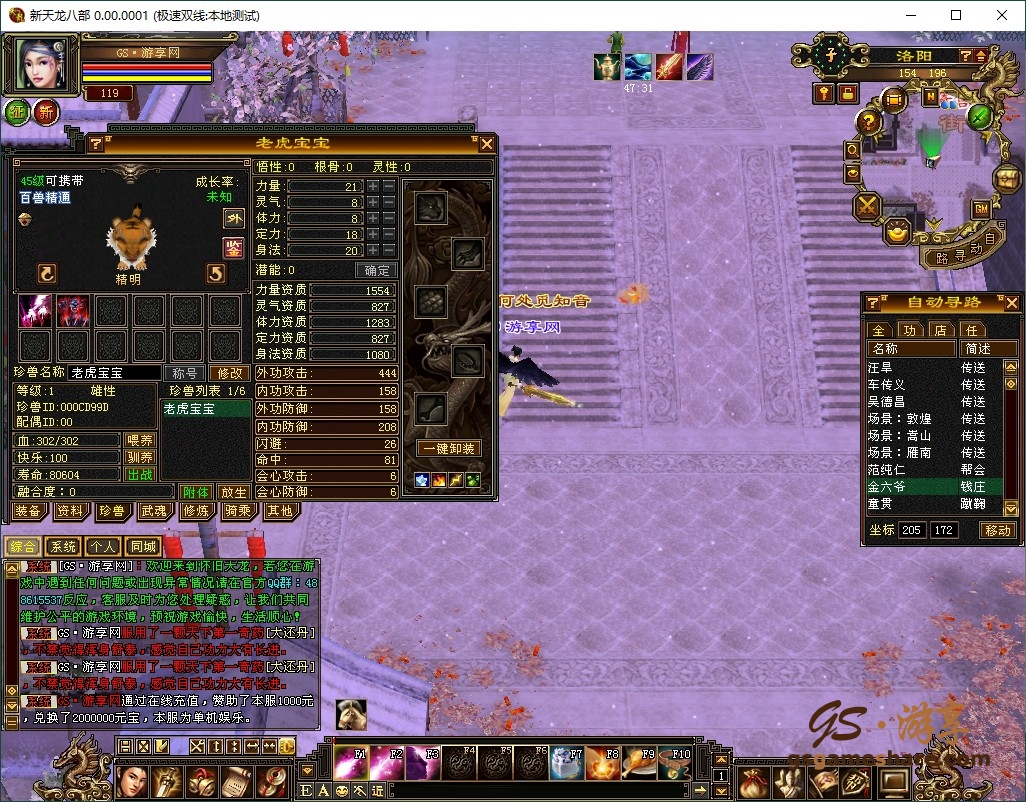 新天龙八部 0.00.0001 (极速双线:本地测试)
GS·游享网
119
征
新
47:31
子
洛阳
154 196
N
GM
自动寻路
老虎宝宝
45级可携带
百兽精通
成长率:
未知
外
鉴
精明
珍兽名称 老虎宝宝 称号 修改
等级:1 雄性
珍兽ID:000CD99D
配偶ID:00
血:302/302 喂养
快乐:100 驯养
寿命:80604 出战
融合度:0 附体 放生
珍兽列表 1/6
老虎宝宝
悟性:0 根骨:0 灵性:0
力量: 21
灵气: 8
体力: 8
定力: 18
身法: 20
潜能:0 确定
力量资质 1554
灵气资质 827
体力资质 1283
定力资质 827
身法资质 1080
外功攻击: 444
内功攻击: 158
外功防御: 158
内功防御: 208
闪避: 26
命中: 81
会心攻击: 6
会心防御: 6
一键卸装
装备 资料 珍兽 武魂 修炼 骑乘 其他
可处觅知音
游享网
自动寻路
全 功 店 任
名称 简述
汪旱 传送
车传义 传送
吴德昌 传送
场景:敦煌 传送
场景:嵩山 传送
场景:雁南 传送
范纯仁 帮会
金六爷 钱庄
童贯 蹴鞠
坐标 205 172 移动
综合 系统 个人 同城
系统[GS·游享网]:欢迎来到怀旧天龙,若您在游
戏中遇到任何问题或出现异常情况请在官方QQ群:48
8615537反应,客服及时为您处理疑惑,让我们共同
维护公平的游戏环境,预祝游戏愉快,生活顺心!
系统GS·游享网服用了一颗天下第一奇药[大还丹]
,不禁觉得浑身舒泰,感觉自己功力大有长进。
系统GS·游享网服用了一颗天下第一奇药[大还丹]
,不禁觉得浑身舒泰,感觉自己功力大有长进。
系统GS·游享网通过在线充值,赞助了本服1000元
,兑换了2000000元宝,本服为单机娱乐。
F1 F2 F3 F4 F5 F6 F7 F8 F9 F10
1
E A 近
GS·游享
gsgameshare.com